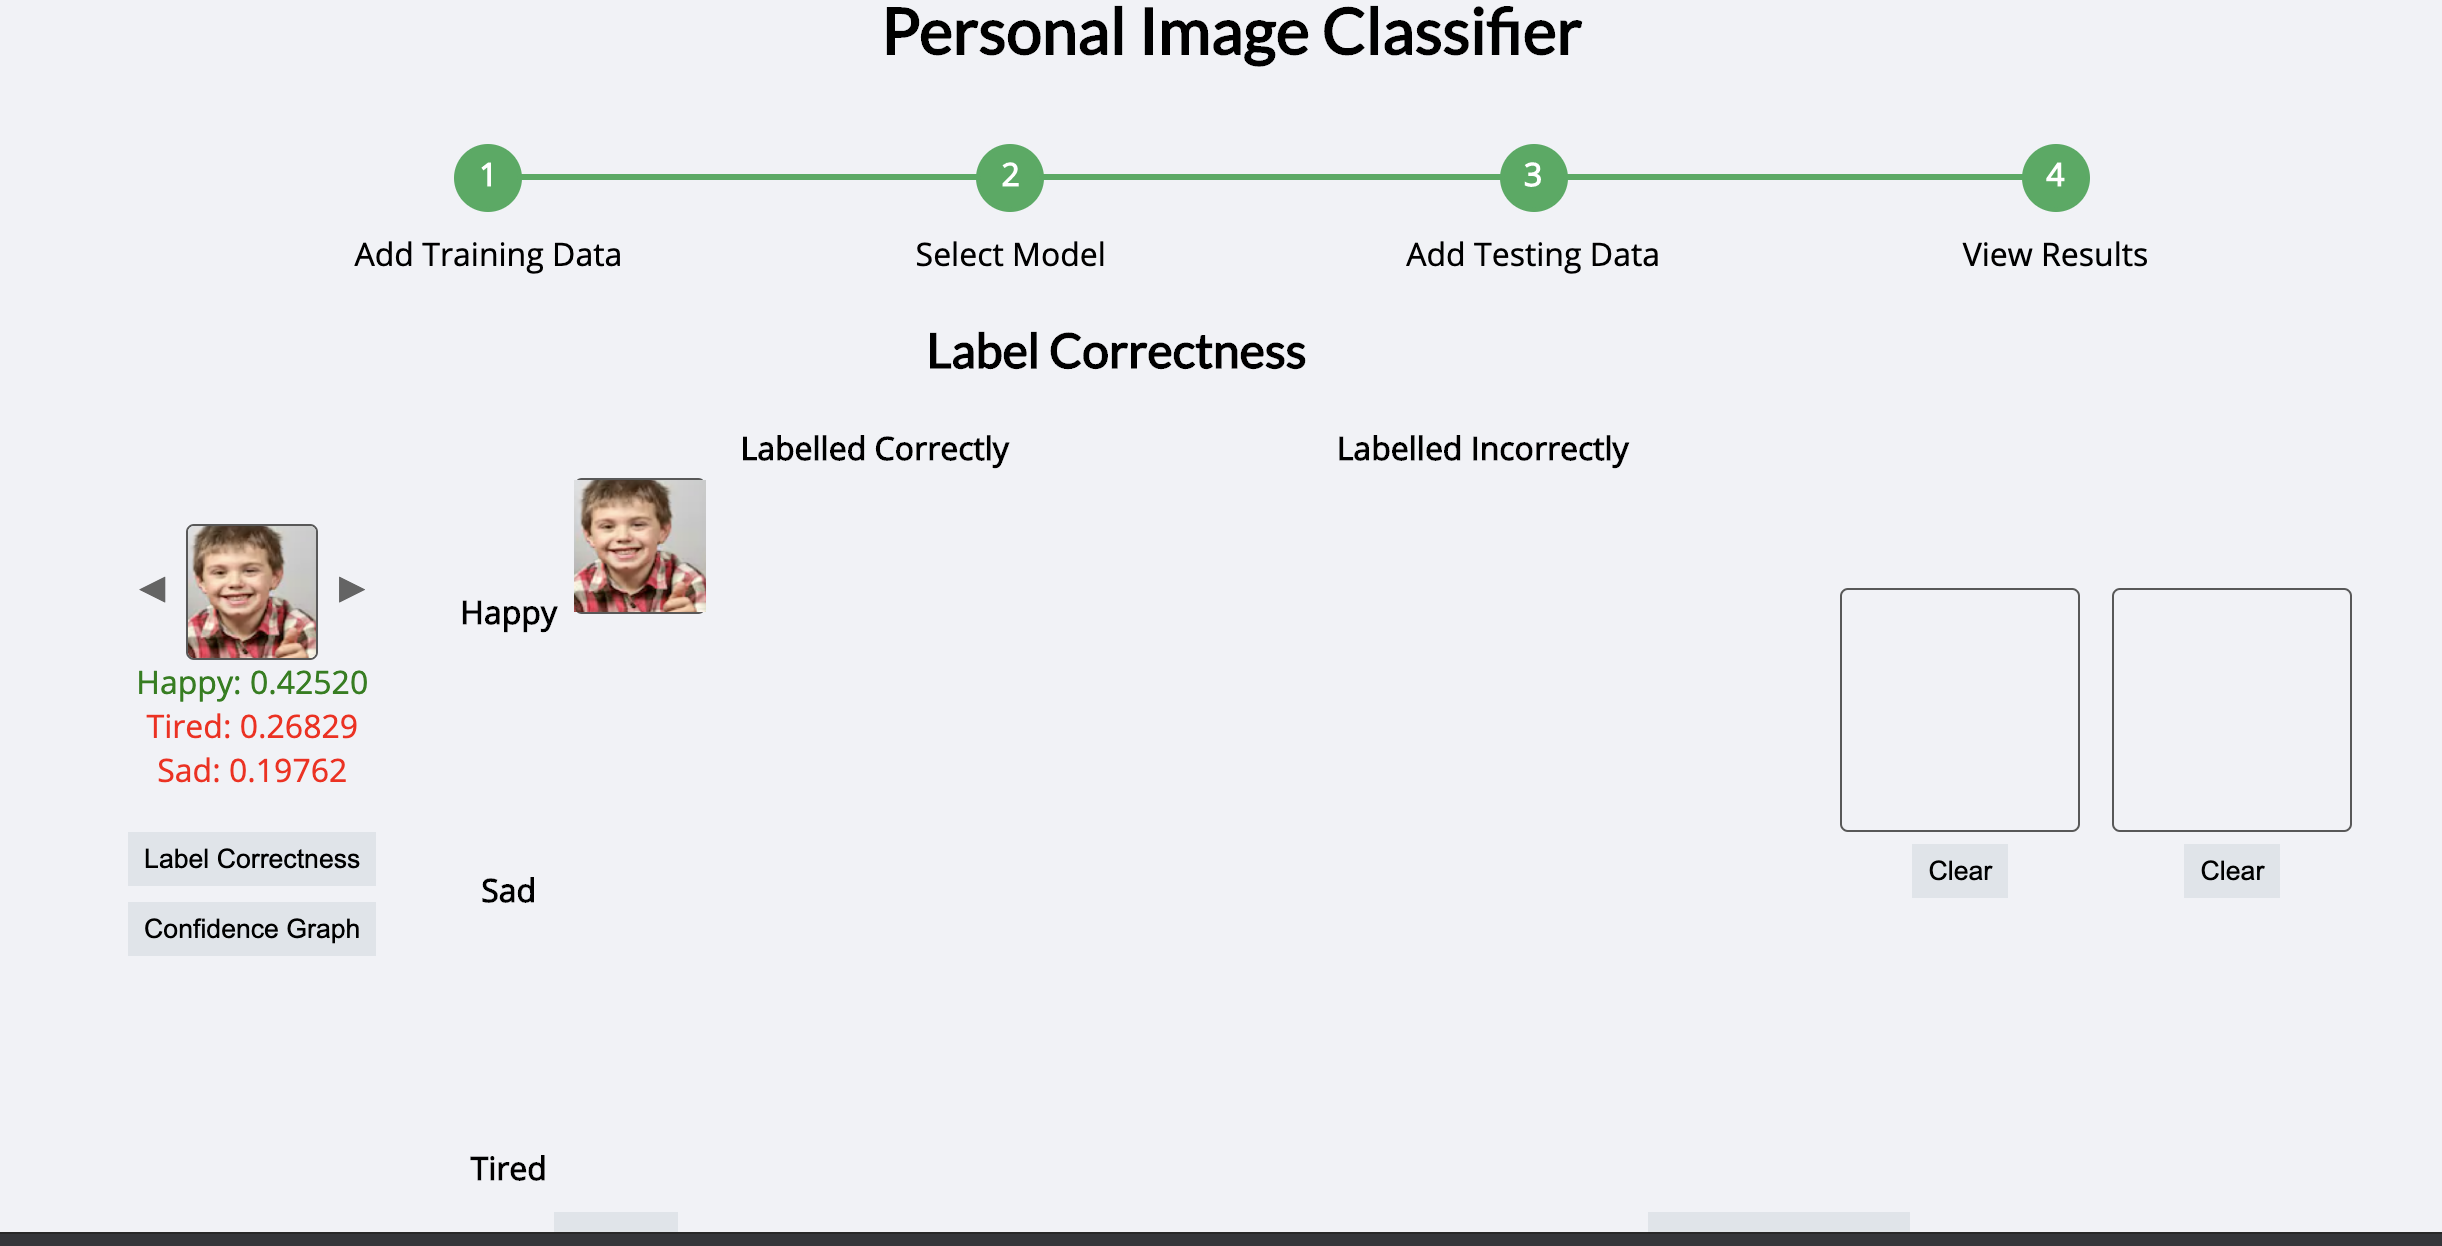 Personal Image Classifier
1 2 3 4
Add Training Data Select Model Add Testing Data View Results
Label Correctness
Labelled Correctly Labelled Incorrectly
Happy: 0.42520
Tired: 0.26829
Sad: 0.19762
Label Correctness
Confidence Graph
Happy
Sad
Tired
Clear Clear